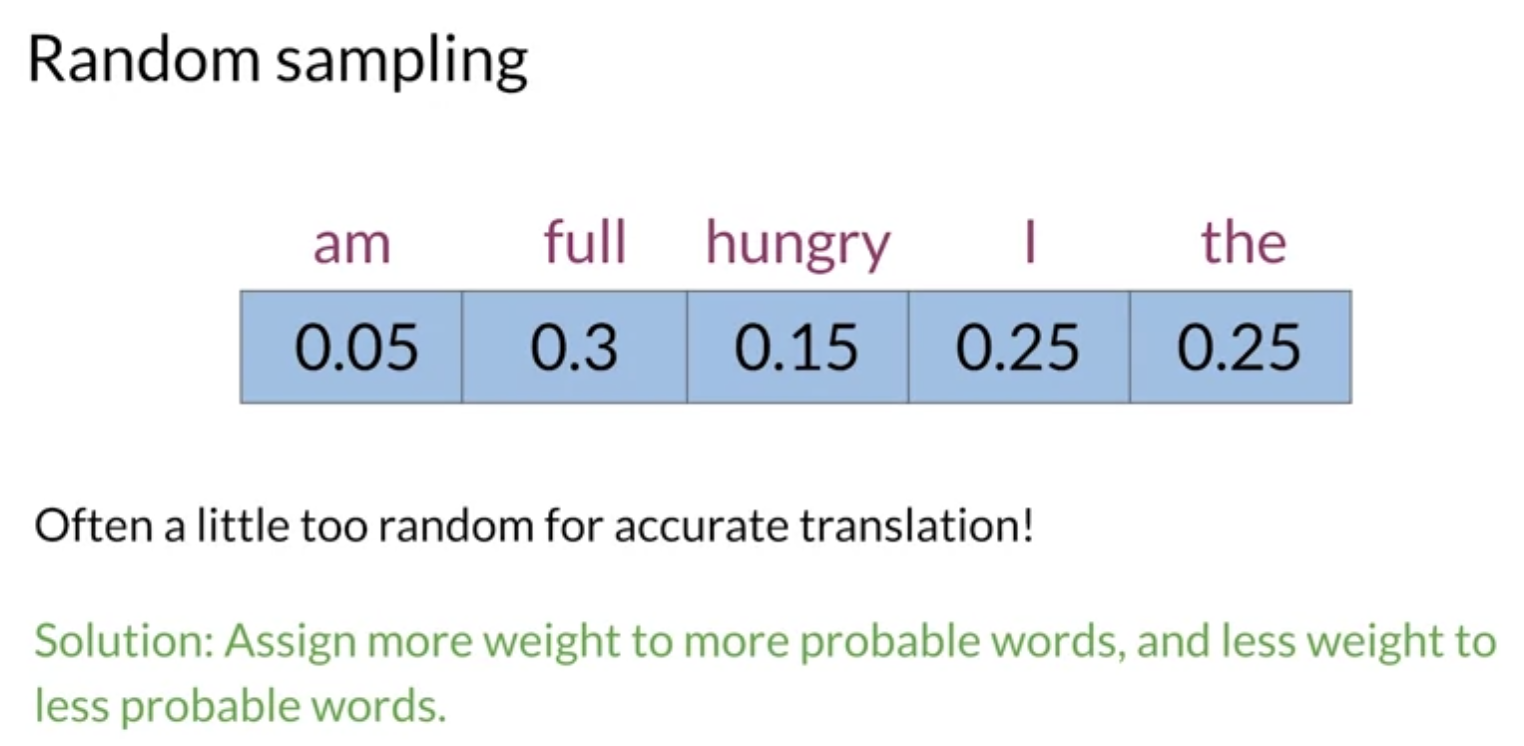 Random sampling
am full hungry I the
0.05 0.3 0.15 0.25 0.25
Often a little too random for accurate translation!
Solution: Assign more weight to more probable words, and less weight to
less probable words.